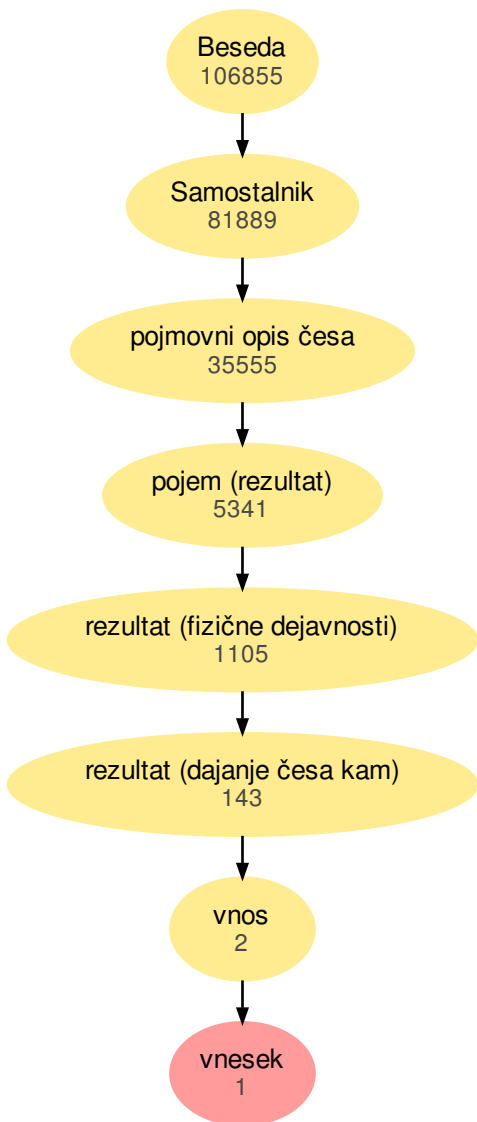 Beseda
106855
Samostalnik
81889
pojmovni opis česa
35555
pojem (rezultat)
5341
rezultat (fizične dejavnosti)
1105
rezultat (dajanje česa kam)
143
vnos
2
vnesek
1